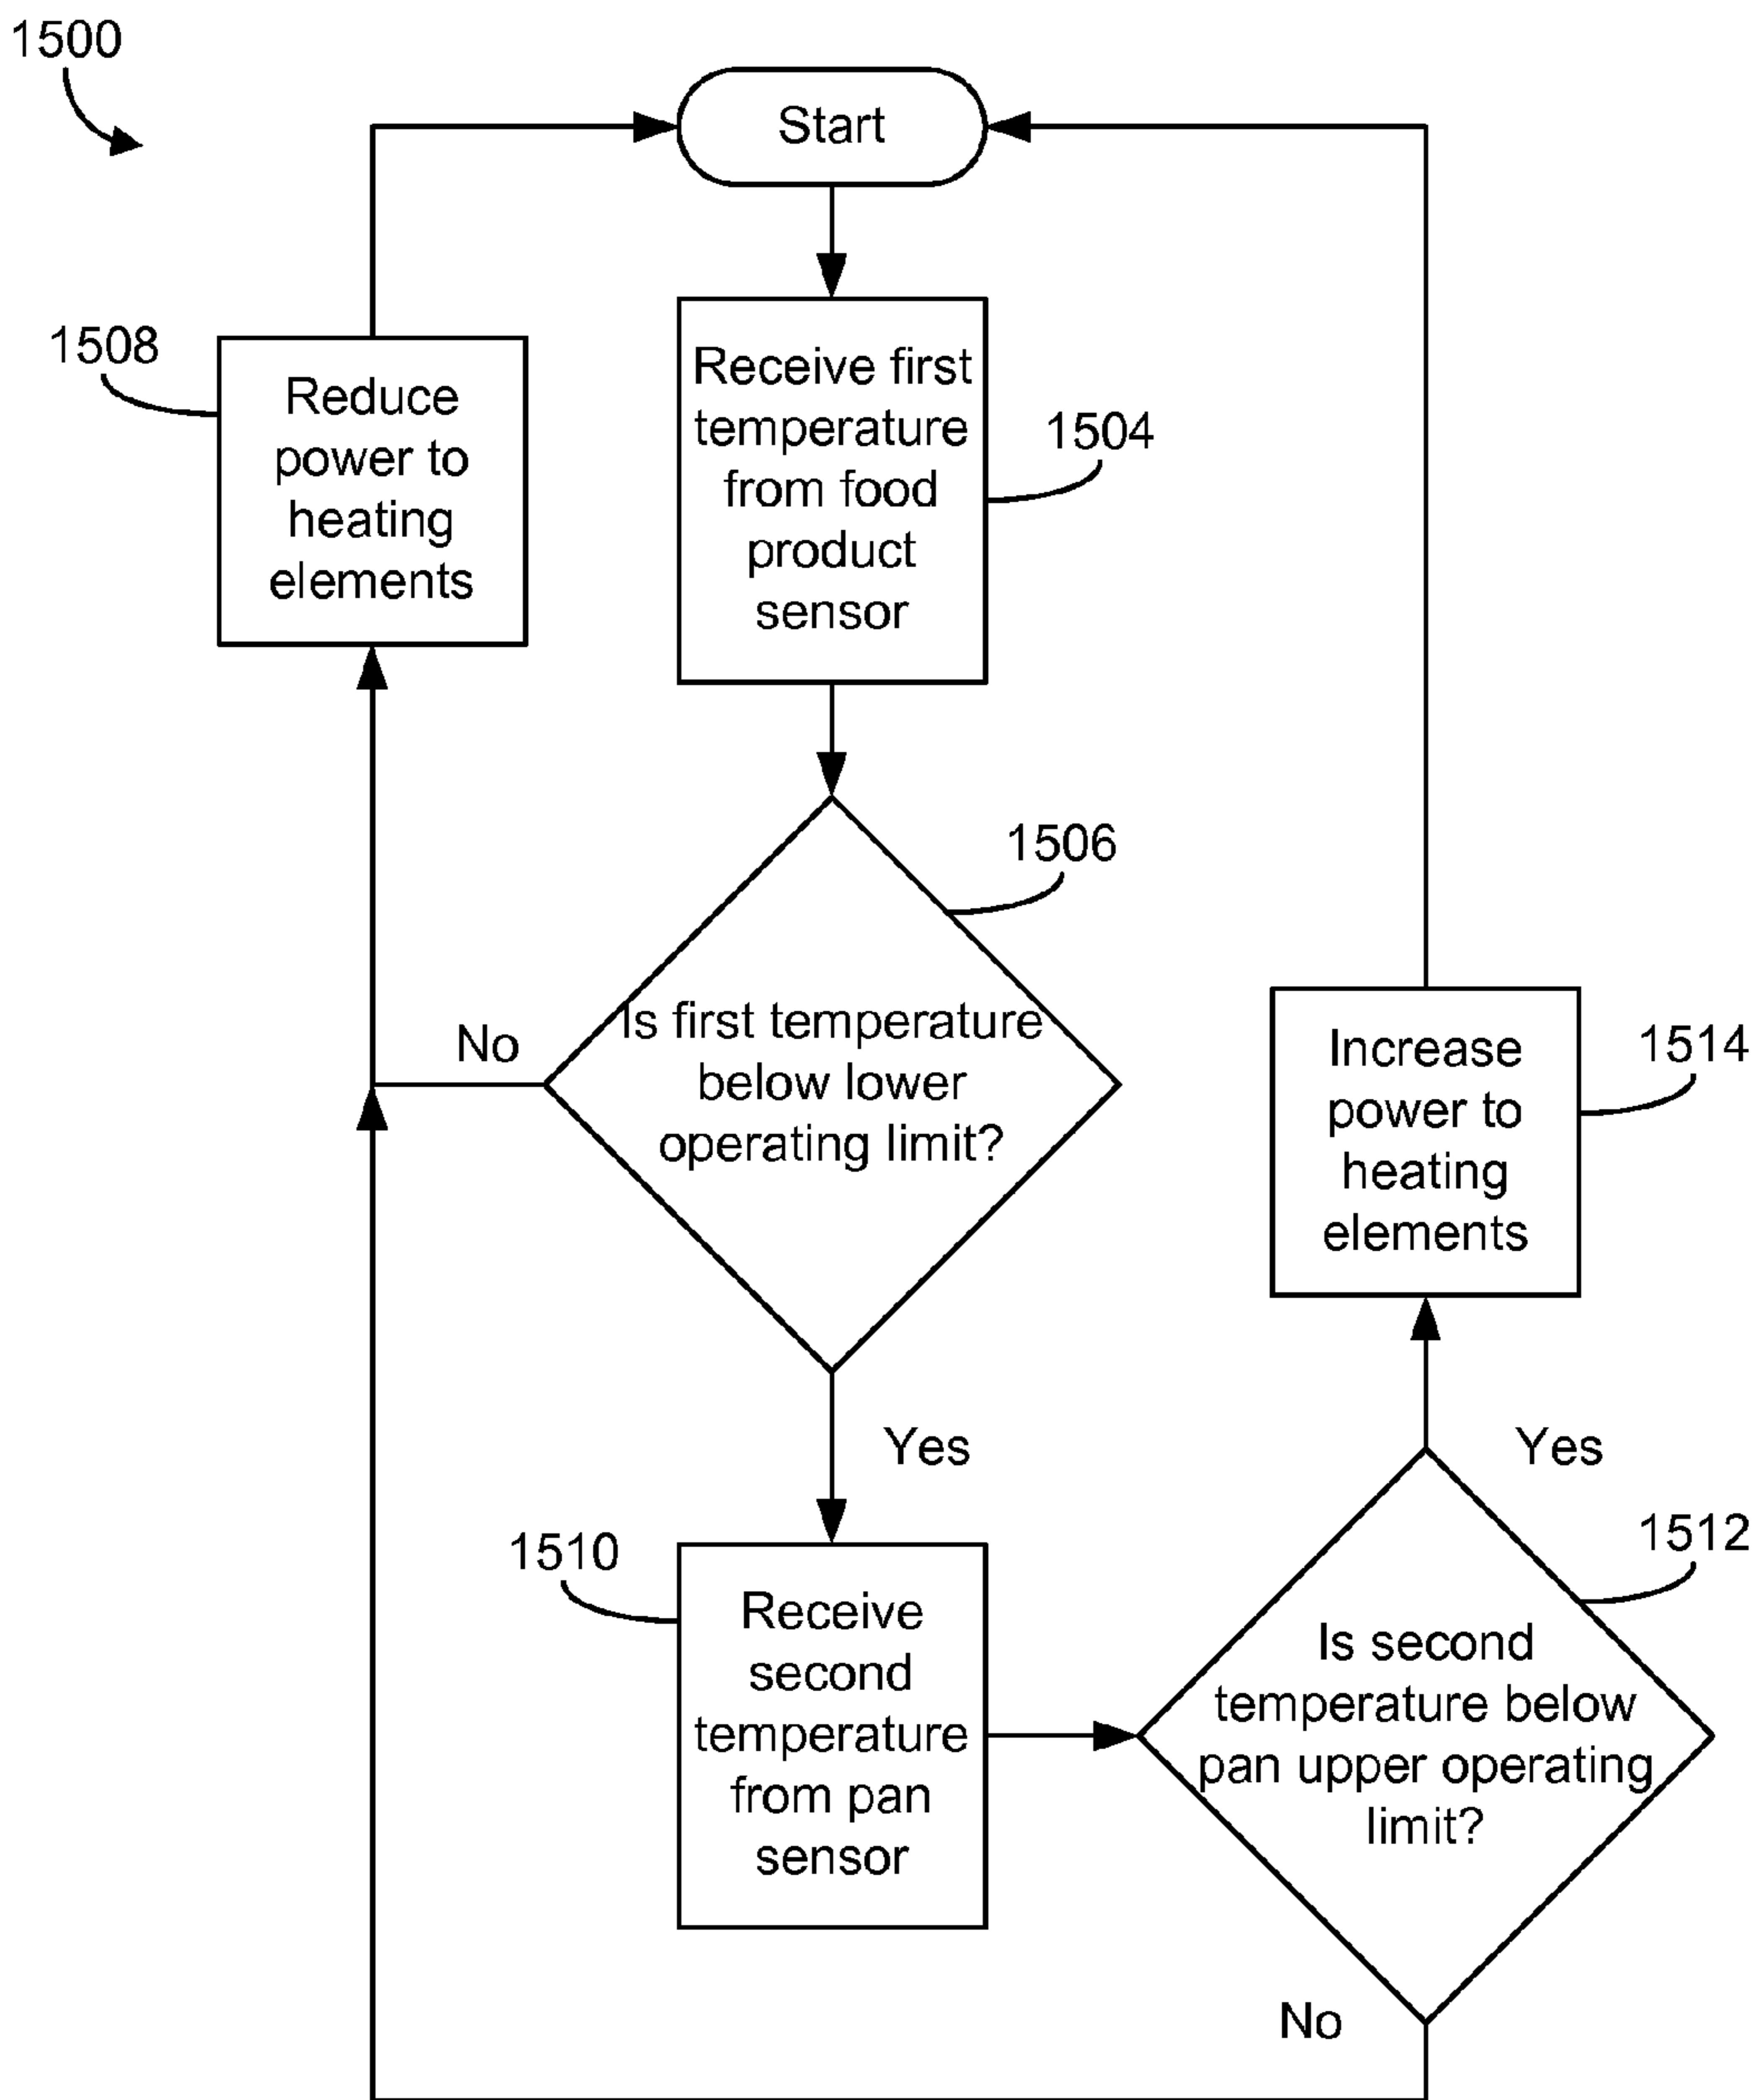 1500
Start
1508
Reduce
power to
heating
elements
Receive first
temperature
from food
product
sensor
1504
1506
Is first temperature
below lower
operating limit?
No
Yes
Increase
power to
heating
elements
1514
1510
Receive
second
temperature
from pan
sensor
Yes
1512
Is second
temperature below
pan upper operating
limit?
No